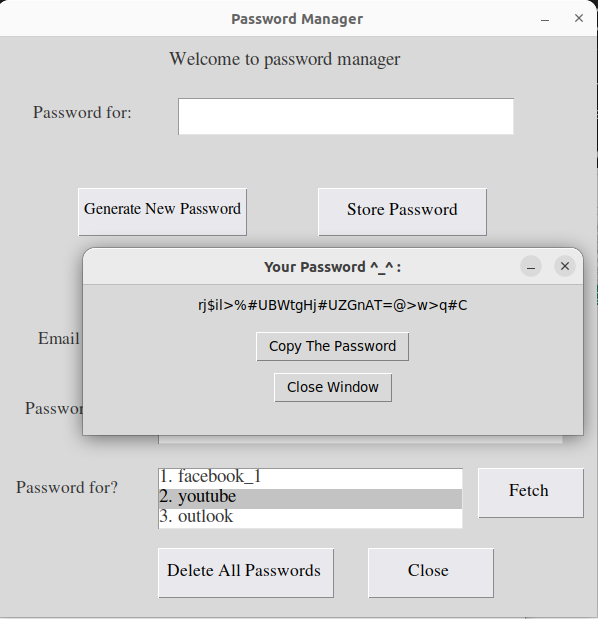 Password Manager
Welcome to password manager
Password for:
Generate New Password
Store Password
Your Password ^_^ :
rj$il>%#UBWtgHj#UZGnAT=@>w>q#C
Copy The Password
Close Window
Email
Passwor
Password for?
1. facebook_1
2. youtube
3. outlook
Fetch
Delete All Passwords
Close